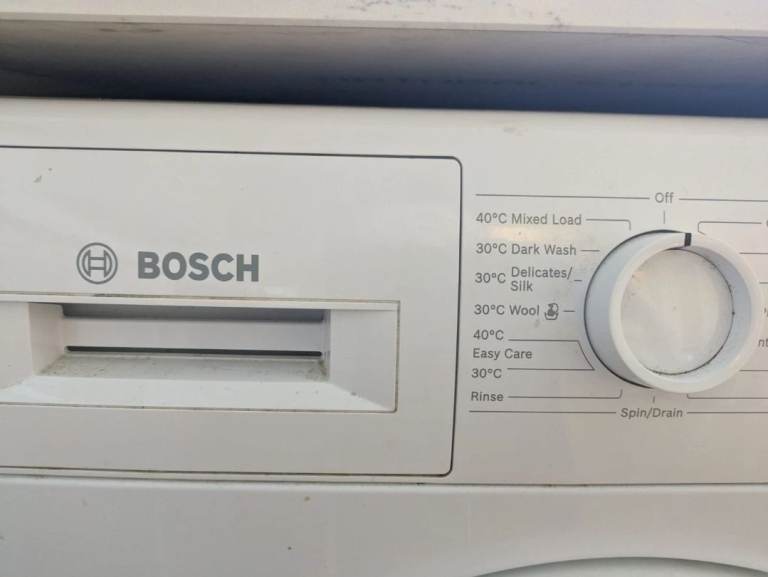 BOSCH
Off
40°C Mixed Load
30°C Dark Wash
30°C Delicates/
Silk
30°C Wool
40°C
Easy Care
30°C
Rinse
Spin/Drain